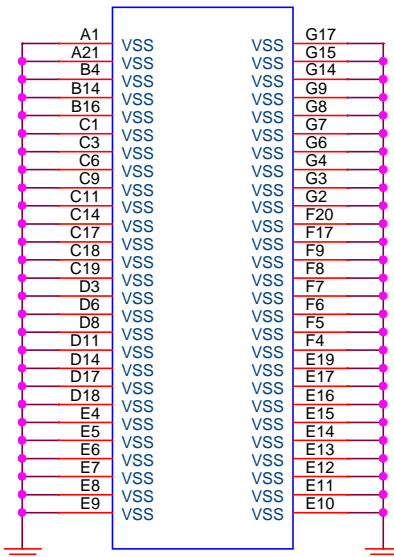 A1 VSS VSS G17
A21 VSS VSS G15
B4 VSS VSS G14
B14 VSS VSS G9
B16 VSS VSS G8
C1 VSS VSS G7
C3 VSS VSS G6
C6 VSS VSS G4
C9 VSS VSS G3
C11 VSS VSS G2
C14 VSS VSS F20
C17 VSS VSS F17
C18 VSS VSS F9
C19 VSS VSS F8
D3 VSS VSS F7
D6 VSS VSS F6
D8 VSS VSS F5
D11 VSS VSS F4
D14 VSS VSS E19
D17 VSS VSS E17
D18 VSS VSS E16
E4 VSS VSS E15
E5 VSS VSS E14
E6 VSS VSS E13
E7 VSS VSS E12
E8 VSS VSS E11
E9 VSS VSS E10